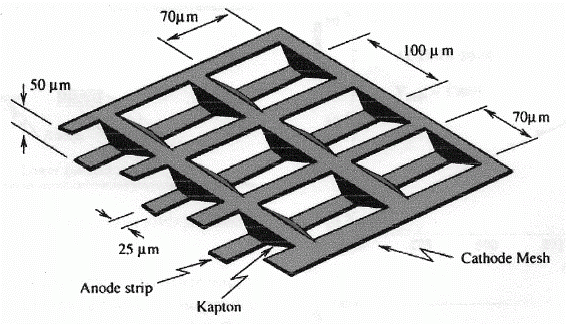 70μm
100 μ m
50 μm
70μm
25 μm
Cathode Mesh
Anode strip
Kapton